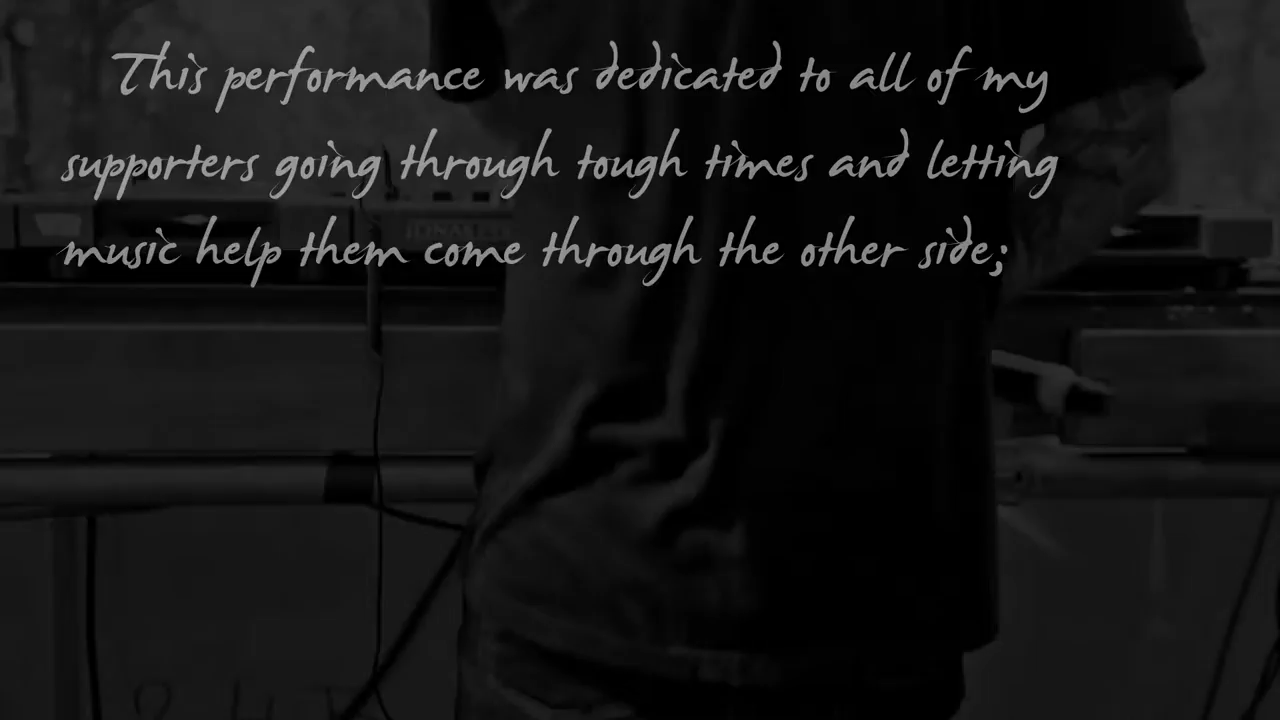 This performance was dedicated to all of my
supporters going through tough times and letting
music help them come through the other side;